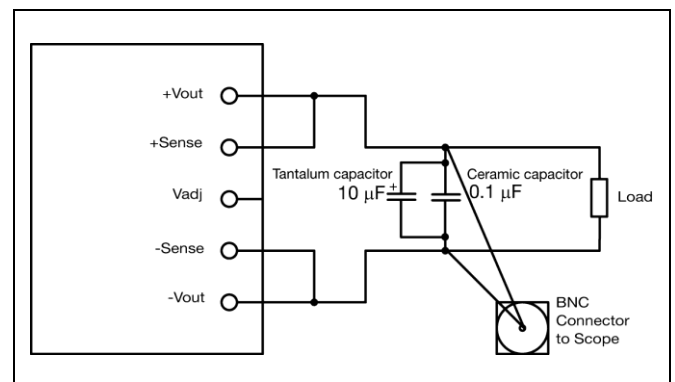 +Vout
+Sense
Vadj
-Sense
-Vout
Tantalum capacitor
10 μF
+
Ceramic capacitor
0.1 μF
Load
BNC
Connector
to Scope